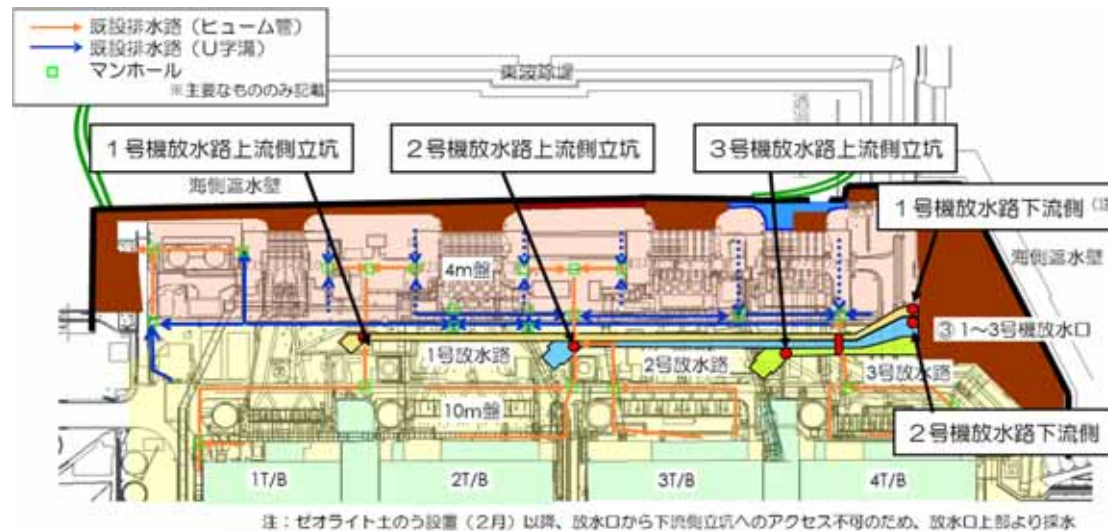 既設排水路（ヒューム管）
既設排水路（U字溝）
マンホール
※主要なもののみ記載
東波除堤
1号機放水路上流側立坑
2号機放水路上流側立坑
3号機放水路上流側立坑
海側遮水壁
1号機放水路下流側
海側遮水壁
4m盤
③1～3号機放水口
1号放水路
2号放水路
3号放水路
10m盤
2号機放水路下流側
1T/B
2T/B
3T/B
4T/B
注：ゼオライト土のう設置（2月）以降、放水口から下流側立坑へのアクセス不可のため、放水口上部より採水